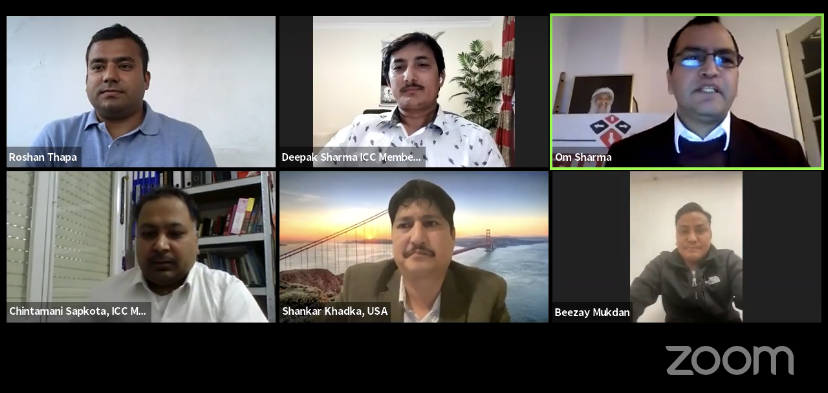 Roshan Thapa
Deepak Sharma ICC Membe...
Om Sharma
Chintamani Sapkota, ICC M...
Shankar Khadka, USA
Beezay Mukdan
zoom